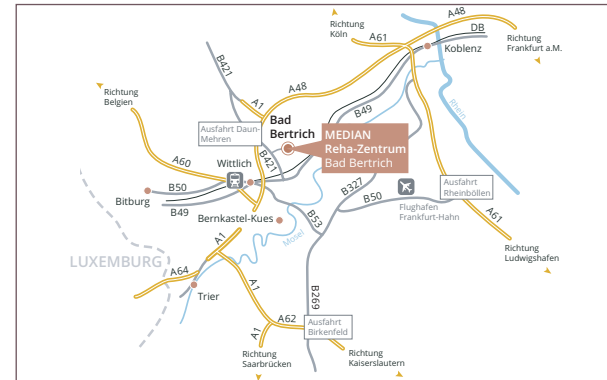 Richtung
Köln
A61
A48
DB
Koblenz
Richtung
Frankfurt a.M.
B421
A48
A1
Richtung
Belgien
B49
Rhein
Bad
Bertrich
MEDIAN
Reha-Zentrum
Bad Bertrich
Ausfahrt Daun-
Mehren
A60
Wittlich
B421
B50
B49
Bitburg
B327
Flughafen
Frankfurt-Hahn
B50
Ausfahrt
Rheinböllen
A61
Bernkastel-Kues
B53
Mosel
Richtung
Ludwigshafen
LUXEMBURG
A1
A64
Trier
A1
B269
A62
Ausfahrt
Birkenfeld
A1
Richtung
Saarbrücken
Richtung
Kaiserslautern